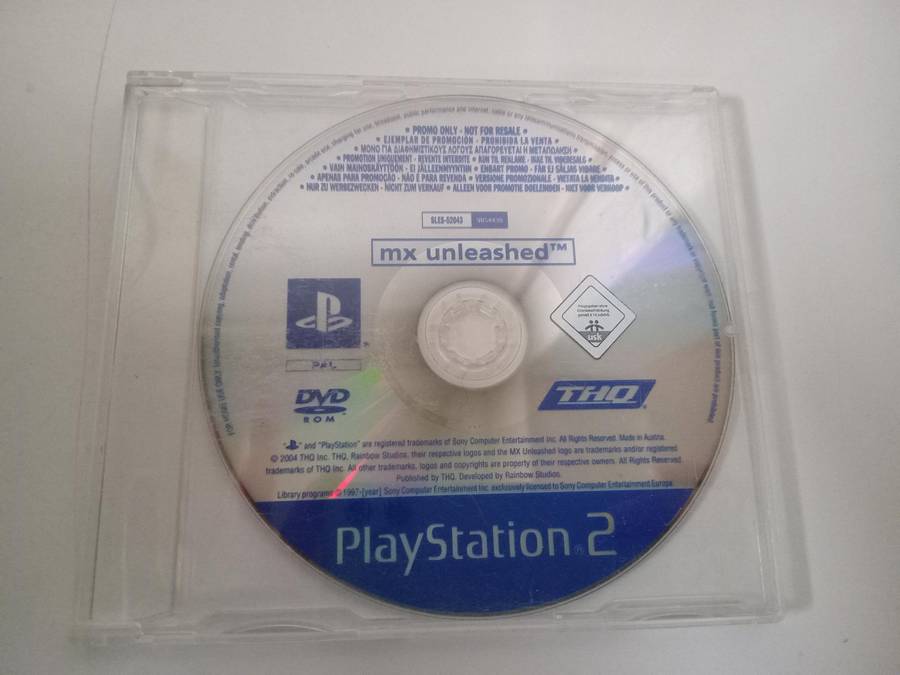 • PROMO ONLY - NOT FOR RESALE •
• EJEMPLAR DE PROMOCIÓN - PROHIBIDA LA VENTA •
• ΜΟΝΟ ΓΙΑ ΔΙΑΦΗΜΙΣΤΙΚΟΥΣ ΛΟΓΟΥΣ ΑΠΑΓΟΡΕΥΕΤΑΙ Η ΜΕΤΑΠΩΛΗΣΗ •
• PROMOTION UNIQUEMENT - REVENTE INTERDITE • KUN TIL REKLAME - IKKE TIL VIDERESALG •
• VAIN MAINOSKÄYTTÖÖN - EI JÄLLEENMYYNTIIN • ENBART PROMO - FÅR EJ SÄLJAS VIDARE •
• APENAS PARA PROMOÇÃO - NÃO É PARA REVENDA • VERSIONE PROMOZIONALE - VIETATA LA VENDITA •
• NUR ZU WERBEZWECKEN - NICHT ZUM VERKAUF • ALLEEN VOOR PROMOTIE DOELEINDEN - NIET VOOR VERKOOP •
SLES-52043
mx unleashed™
usk
PAL
DVD
ROM
THQ®
"PS" and "PlayStation" are registered trademarks of Sony Computer Entertainment Inc. All Rights Reserved. Made in Austria.
© 2004 THQ Inc. THQ, Rainbow Studios, their respective logos and the MX Unleashed logo are trademarks and/or registered
trademarks of THQ Inc. All other trademarks, logos and copyrights are property of their respective owners. All Rights Reserved.
Published by THQ. Developed by Rainbow Studios.
Library programs © 1997-[year] Sony Computer Entertainment Inc. exclusively licensed to Sony Computer Entertainment Europe.
PlayStation®2